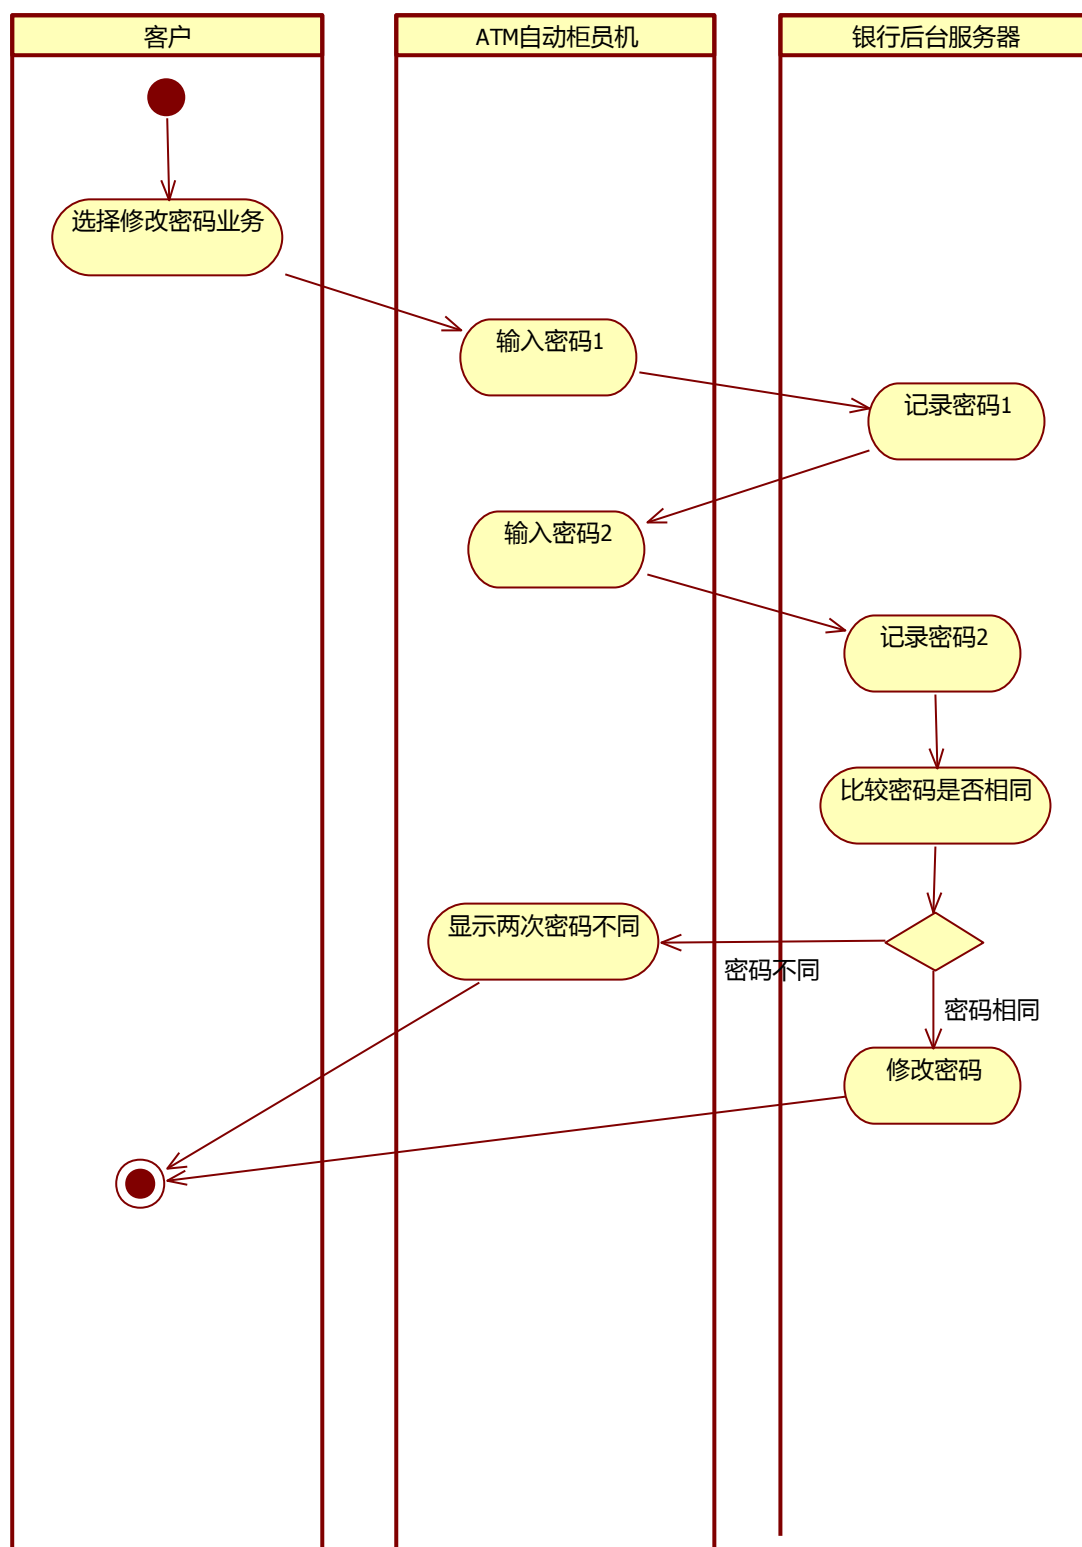 客户
ATM自动柜员机
银行后台服务器
选择修改密码业务
输入密码1
记录密码1
输入密码2
记录密码2
比较密码是否相同
显示两次密码不同
密码不同
密码相同
修改密码